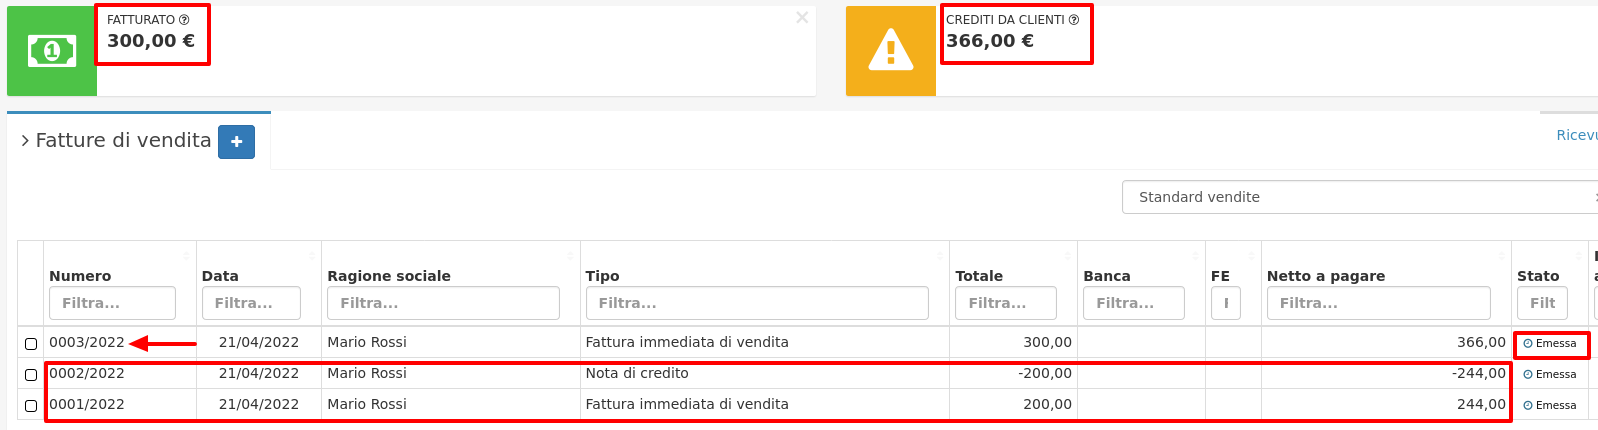 FATTURATO
300,00 €
CREDITI DA CLIENTI
366,00 €
Fatture di vendita
Standard vendite
Numero Data Ragione sociale Tipo Totale Banca FE Netto a pagare Stato
Filtra... Filtra... Filtra... Filtra... Filtra... Filtra... Filtra... Filt
0003/2022 21/04/2022 Mario Rossi Fattura immediata di vendita 300,00 366,00 Emessa
0002/2022 21/04/2022 Mario Rossi Nota di credito -200,00 -244,00 Emessa
0001/2022 21/04/2022 Mario Rossi Fattura immediata di vendita 200,00 244,00 Emessa